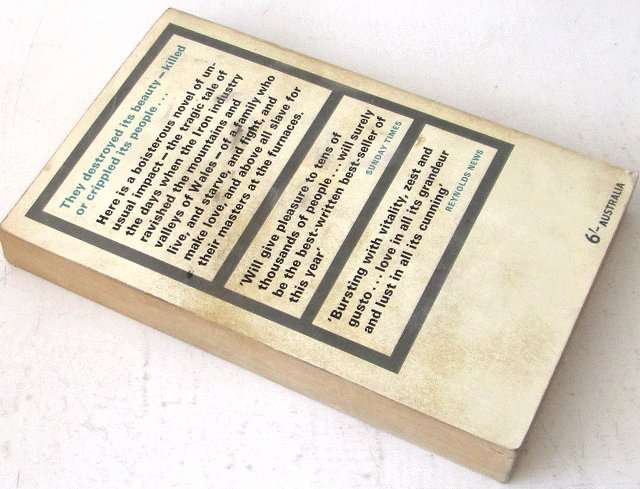 They destroyed its beauty – killed
or crippled its people ...
Here is a boisterous novel of un-
usual impact – the tragic tale of
the days when the Iron Industry
ravished the mountains and
valleys of Wales – of a family who
live, and starve, and fight, and
make love and above all slave for
their masters at the furnaces.
'Will give pleasure to tens of
thousands of people ... will surely
be the best-written best-seller of
this year'
SUNDAY TIMES
'Bursting with vitality, zest and
gusto ... love in all its grandeur
and lust in all its cunning'
REYNOLDS NEWS
6/- AUSTRALIA